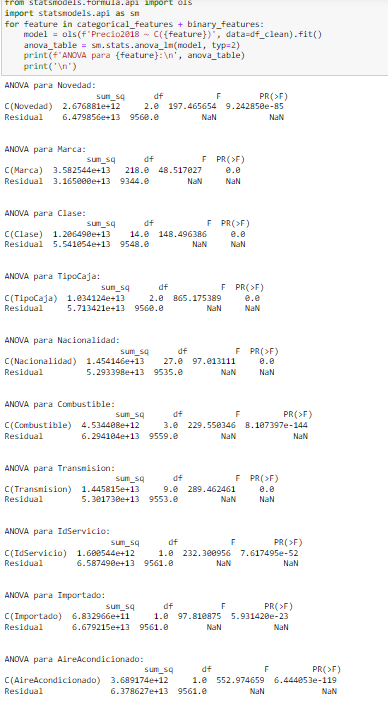 from statsmodels.formula.api import ols
import statsmodels.api as sm
for feature in categorical_features + binary_features:
    model = ols(f'Precio2018 ~ C({feature})', data=df_clean).fit()
    anova_table = sm.stats.anova_lm(model, typ=2)
    print(f'ANOVA para {feature}:\n', anova_table)
    print('\n')
ANOVA para Novedad:
sum_sq df F PR(>F)
C(Novedad) 2.676881e+12 2.0 197.465654 9.242850e-85
Residual 6.479856e+13 9560.0 NaN NaN
ANOVA para Marca:
sum_sq df F PR(>F)
C(Marca) 3.582544e+13 218.0 48.517027 0.0
Residual 3.165000e+13 9344.0 NaN NaN
ANOVA para Clase:
sum_sq df F PR(>F)
C(Clase) 1.206490e+13 14.0 148.496386 0.0
Residual 5.541054e+13 9548.0 NaN NaN
ANOVA para TipoCaja:
sum_sq df F PR(>F)
C(TipoCaja) 1.034124e+13 2.0 865.175389 0.0
Residual 5.713421e+13 9560.0 NaN NaN
ANOVA para Nacionalidad:
sum_sq df F PR(>F)
C(Nacionalidad) 1.454146e+13 27.0 97.013111 0.0
Residual 5.293398e+13 9535.0 NaN NaN
ANOVA para Combustible:
sum_sq df F PR(>F)
C(Combustible) 4.534408e+12 3.0 229.550346 8.107397e-144
Residual 6.294104e+13 9559.0 NaN NaN
ANOVA para Transmision:
sum_sq df F PR(>F)
C(Transmision) 1.445815e+13 9.0 289.462461 0.0
Residual 5.301730e+13 9553.0 NaN NaN
ANOVA para IdServicio:
sum_sq df F PR(>F)
C(IdServicio) 1.600544e+12 1.0 232.300956 7.617495e-52
Residual 6.587490e+13 9561.0 NaN NaN
ANOVA para Importado:
sum_sq df F PR(>F)
C(Importado) 6.832966e+11 1.0 97.810875 5.931420e-23
Residual 6.679215e+13 9561.0 NaN NaN
ANOVA para AireAcondicionado:
sum_sq df F PR(>F)
C(AireAcondicionado) 3.689174e+12 1.0 552.974659 6.444053e-119
Residual 6.378627e+13 9561.0 NaN NaN